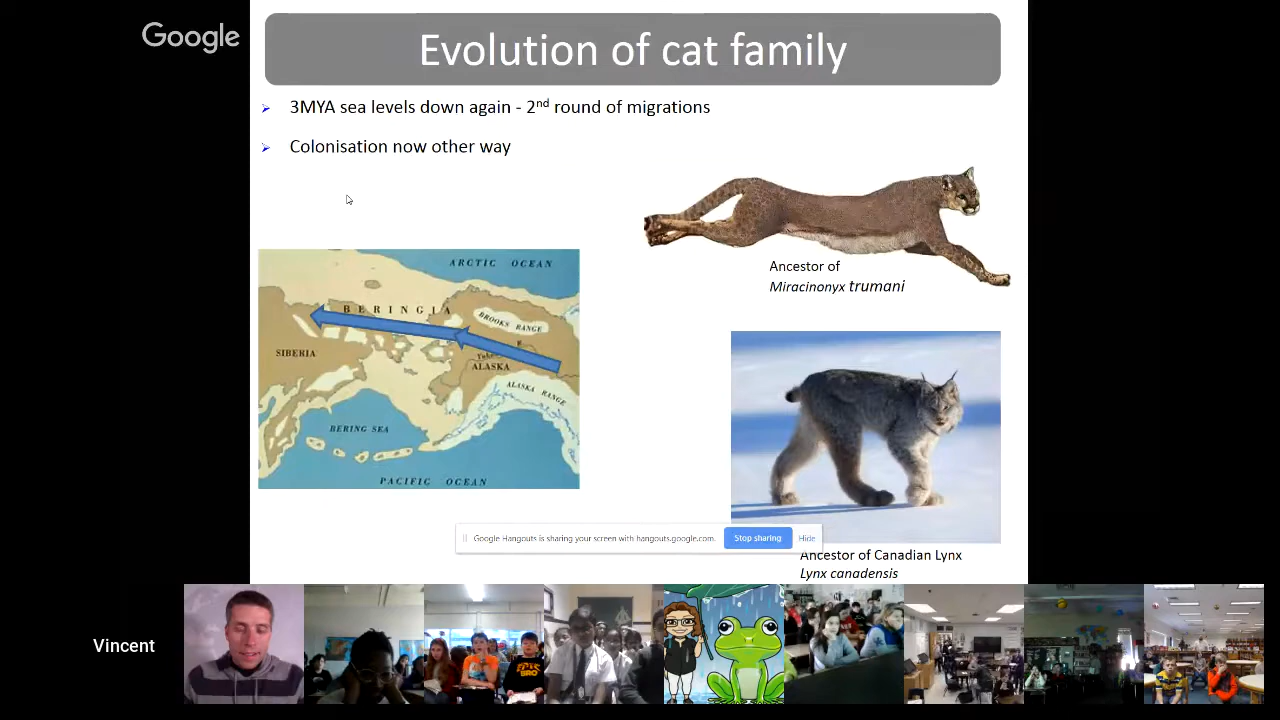 Google
Evolution of cat family
3MYA sea levels down again - 2nd round of migrations
Colonisation now other way
Ancestor of
Miracinonyx trumani
ARCTIC OCEAN
BERINGIA
BROOKS RANGE
SIBERIA
Yukon
ALASKA
ALASKA RANGE
BERING SEA
PACIFIC OCEAN
Google Hangouts is sharing your screen with hangouts.google.com.
Stop sharing
Hide
Ancestor of Canadian Lynx
Lynx canadensis
Vincent